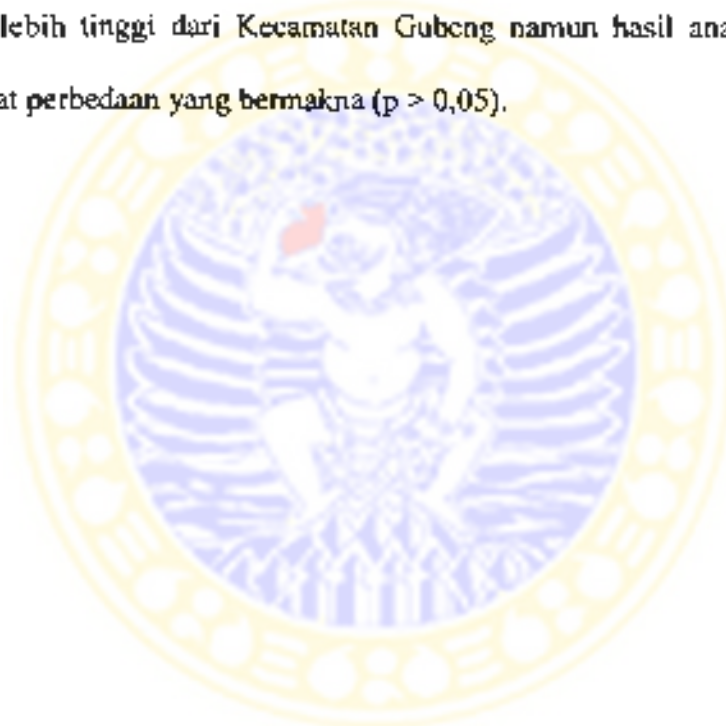 lebih tinggi dari Kecamatan Gubeng namun hasil ana
at perbedaan yang bermakna (p > 0,05).